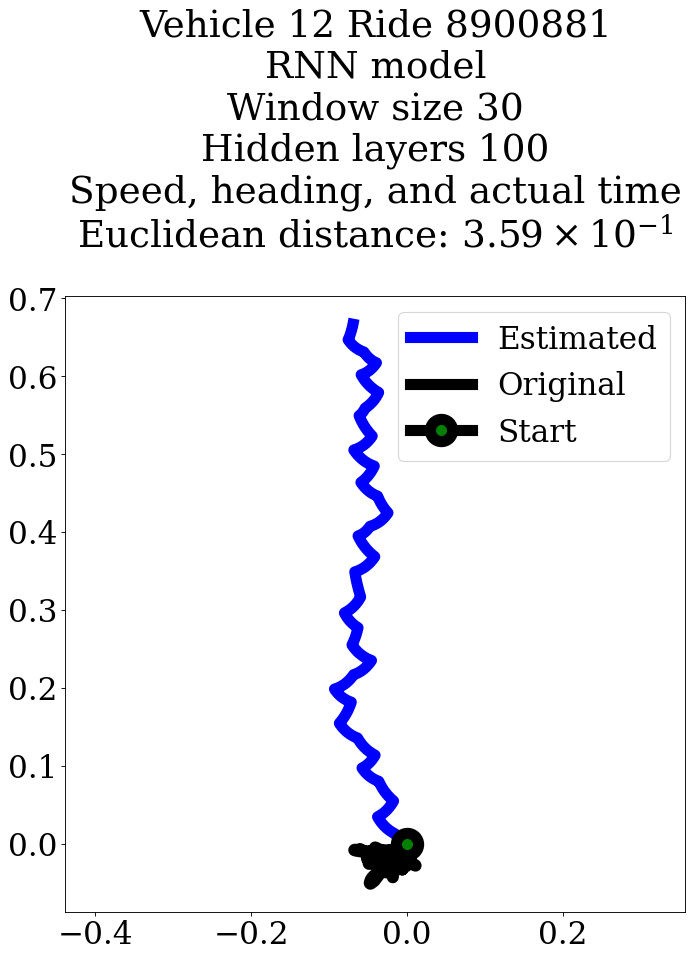 Vehicle 12 Ride 8900881
RNN model
Window size 30
Hidden layers 100
Speed, heading, and actual time
Euclidean distance: 3.59 × 10⁻¹
0.7
0.6
0.5
0.4
0.3
0.2
0.1
0.0
Estimated
Original
Start
−0.4 −0.2 0.0 0.2